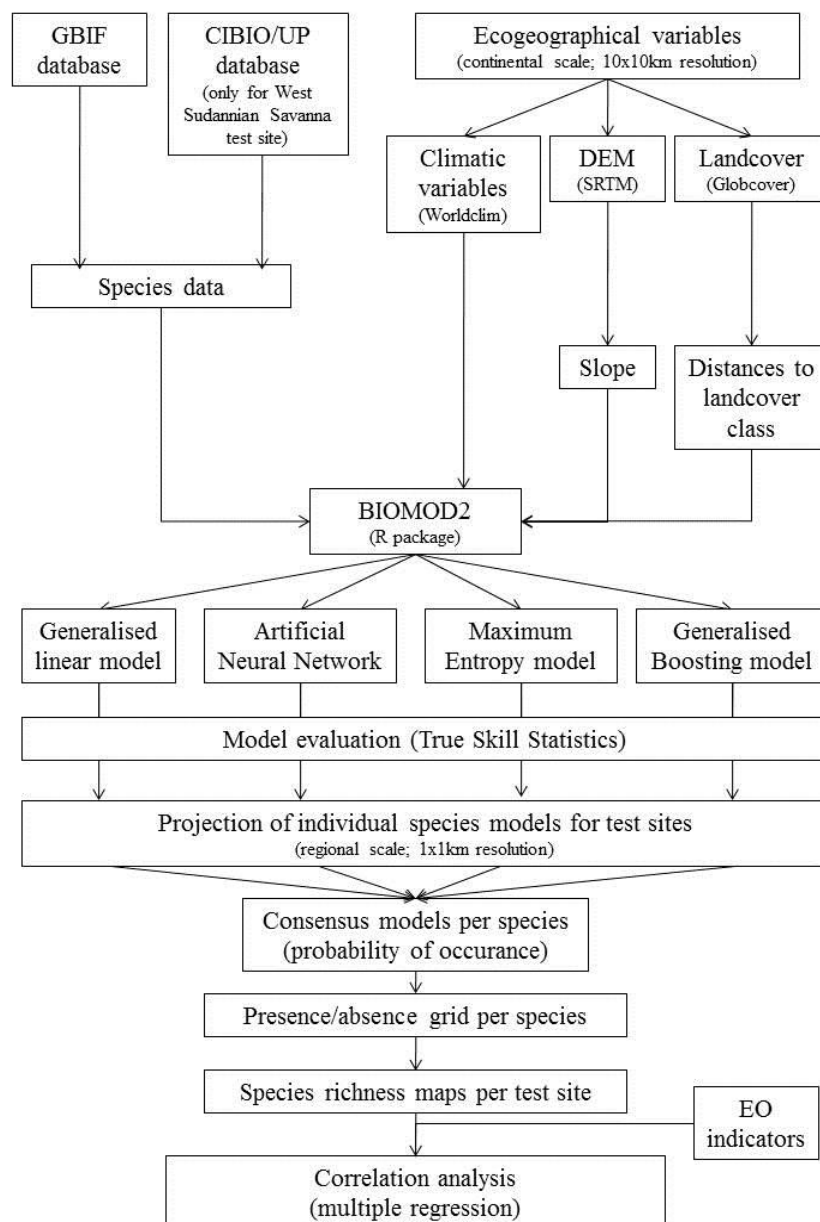 GBIF
database
CIBIO/UP
database
(only for West
Sudannian Savanna
test site)
Ecogeographical variables
(continental scale; 10x10km resolution)
Climatic
variables
(Worldclim)
DEM
(SRTM)
Landcover
(Globcover)
Species data
Slope
Distances to
landcover
class
BIOMOD2
(R package)
Generalised
linear model
Artificial
Neural Network
Maximum
Entropy model
Generalised
Boosting model
Model evaluation (True Skill Statistics)
Projection of individual species models for test sites
(regional scale; 1x1km resolution)
Consensus models per species
(probability of occurance)
Presence/absence grid per species
Species richness maps per test site
EO
indicators
Correlation analysis
(multiple regression)